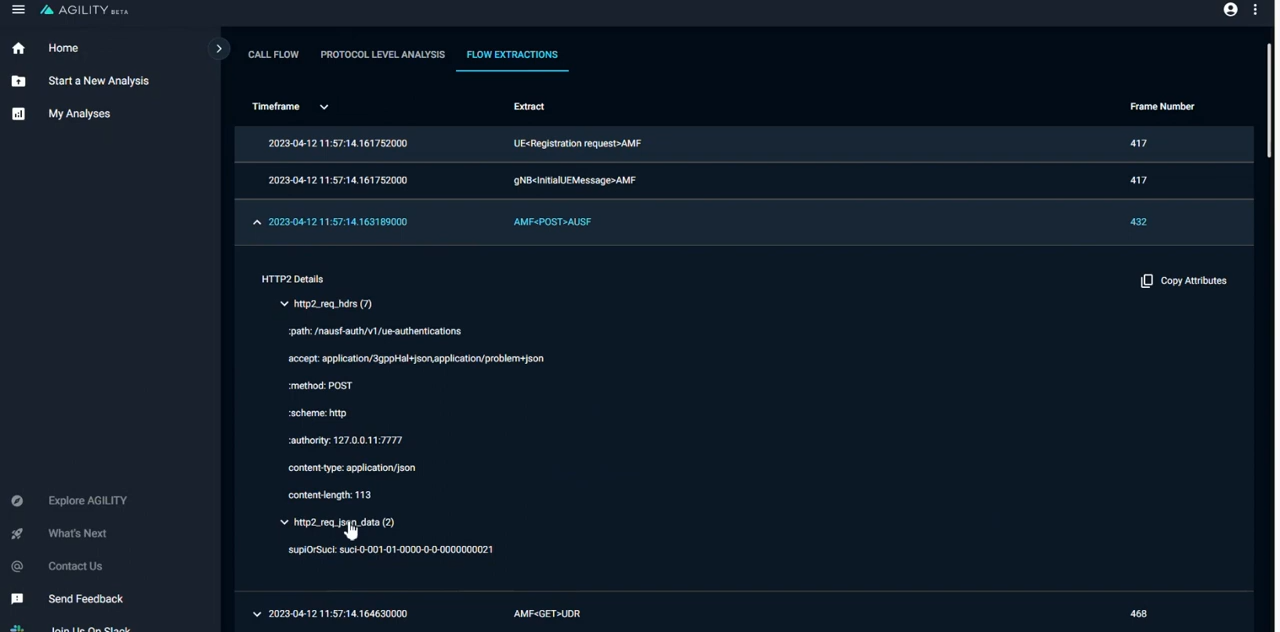 AGILITY BETA
Home
Start a New Analysis
My Analyses
CALL FLOW PROTOCOL LEVEL ANALYSIS FLOW EXTRACTIONS
Timeframe Extract Frame Number
2023-04-12 11:57:14.161752000 UE<Registration request>AMF 417
2023-04-12 11:57:14.161752000 gNB<InitialUEMessage>AMF 417
2023-04-12 11:57:14.163189000 AMF<POST>AUSF 432
HTTP2 Details Copy Attributes
http2_req_hdrs (7)
:path: /nausf-auth/v1/ue-authentications
accept: application/3gppHal+json,application/problem+json
:method: POST
:scheme: http
:authority: 127.0.0.11:7777
content-type: application/json
content-length: 113
http2_req_json_data (2)
supiOrSuci: suci-0-001-01-0000-0-0-0000000021
2023-04-12 11:57:14.164630000 AMF<GET>UDR 468
Explore AGILITY
What's Next
Contact Us
Send Feedback
Join Us On Slack